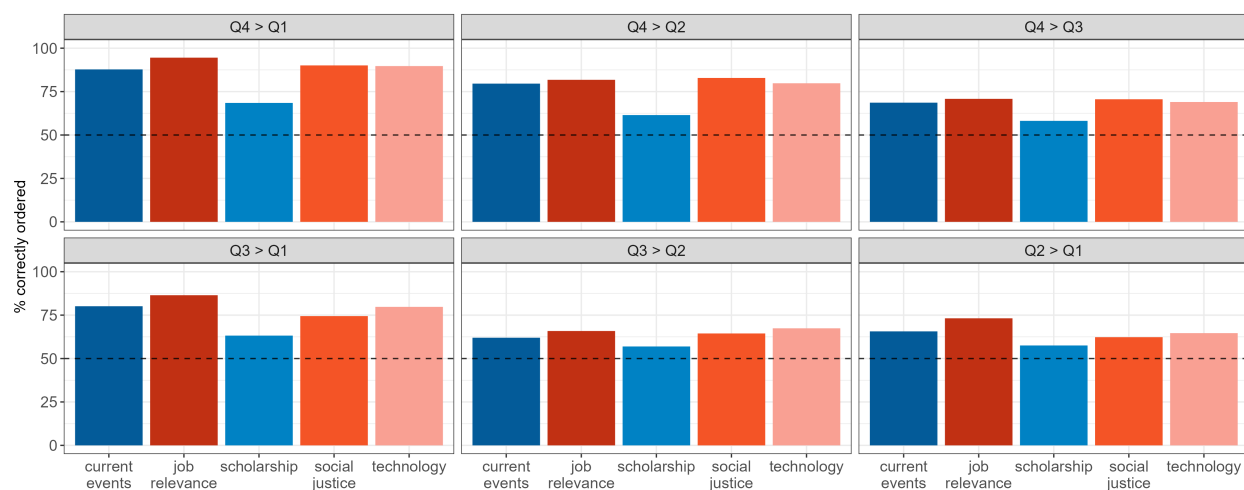 Q4 > Q1
Q4 > Q2
Q4 > Q3
100
75
50
25
0
Q3 > Q1
Q3 > Q2
Q2 > Q1
100
75
50
25
0
% correctly ordered
current job scholarship social technology
events relevance justice
current job scholarship social technology
events relevance justice
current job scholarship social technology
events relevance justice